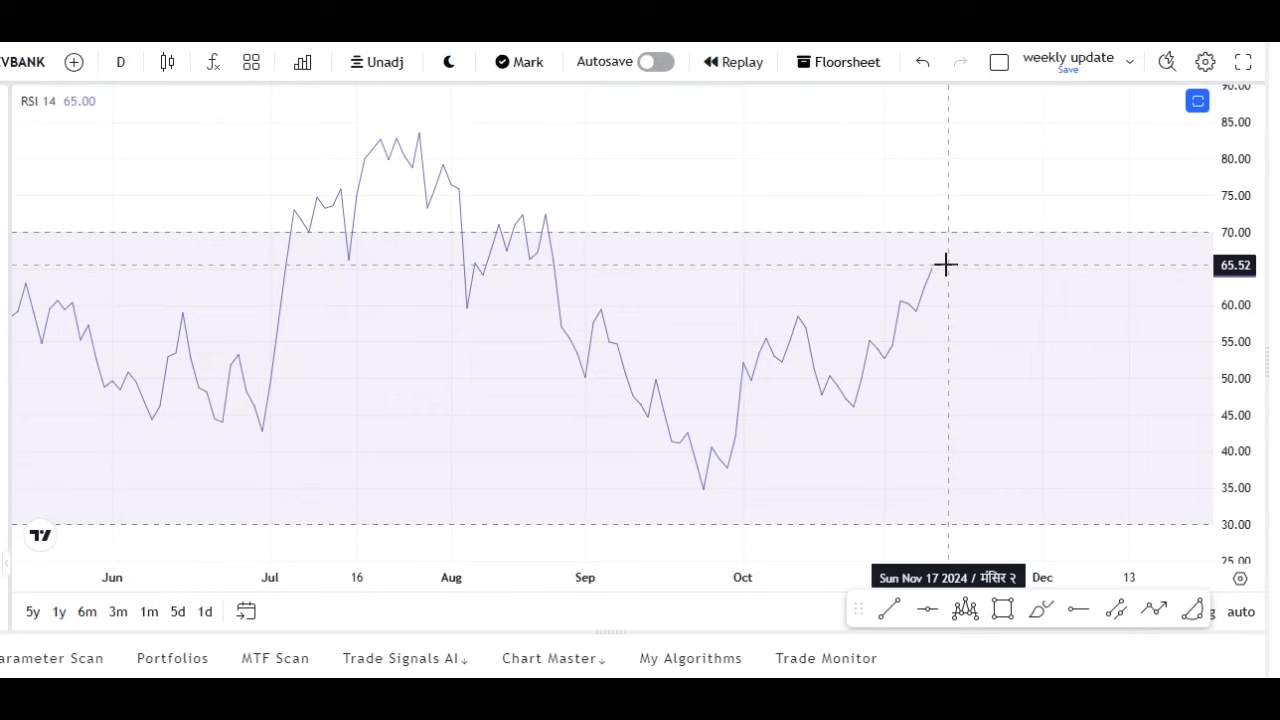 VBANK D Unadj Mark Autosave Replay Floorsheet weekly update
Save
RSI 14 65.00
90.00
85.00
80.00
75.00
70.00
65.52
60.00
55.00
50.00
45.00
40.00
35.00
30.00
25.00
Jun Jul 16 Aug Sep Oct Sun Nov 17 2024 / मंसिर २ Dec 13
5y 1y 6m 3m 1m 5d 1d auto
arameter Scan Portfolios MTF Scan Trade Signals AI Chart Master My Algorithms Trade Monitor